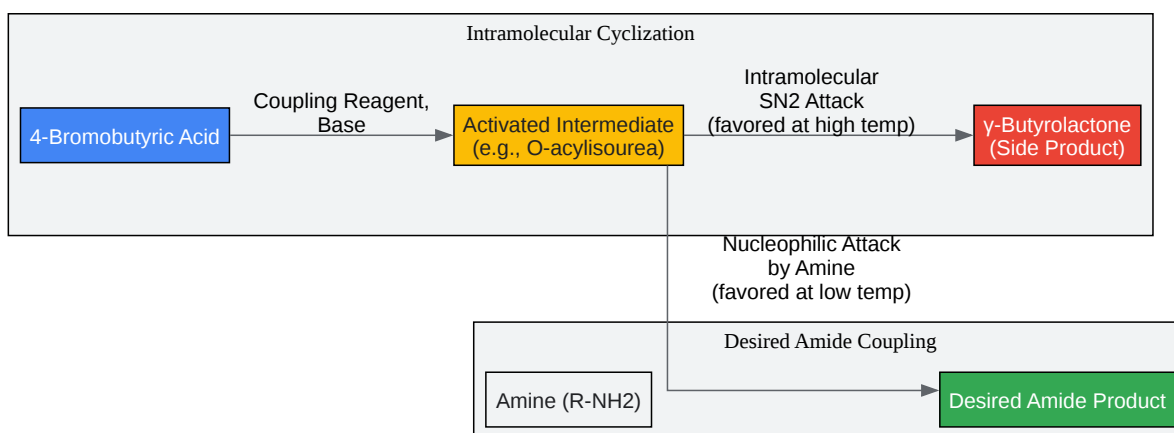 Intramolecular Cyclization
4-Bromobutyric Acid
Coupling Reagent,
Base
Activated Intermediate
(e.g., O-acylisourea)
Intramolecular
SN2 Attack
(favored at high temp)
γ-Butyrolactone
(Side Product)
Nucleophilic Attack
by Amine
(favored at low temp)
Desired Amide Coupling
Amine (R-NH2)
Desired Amide Product